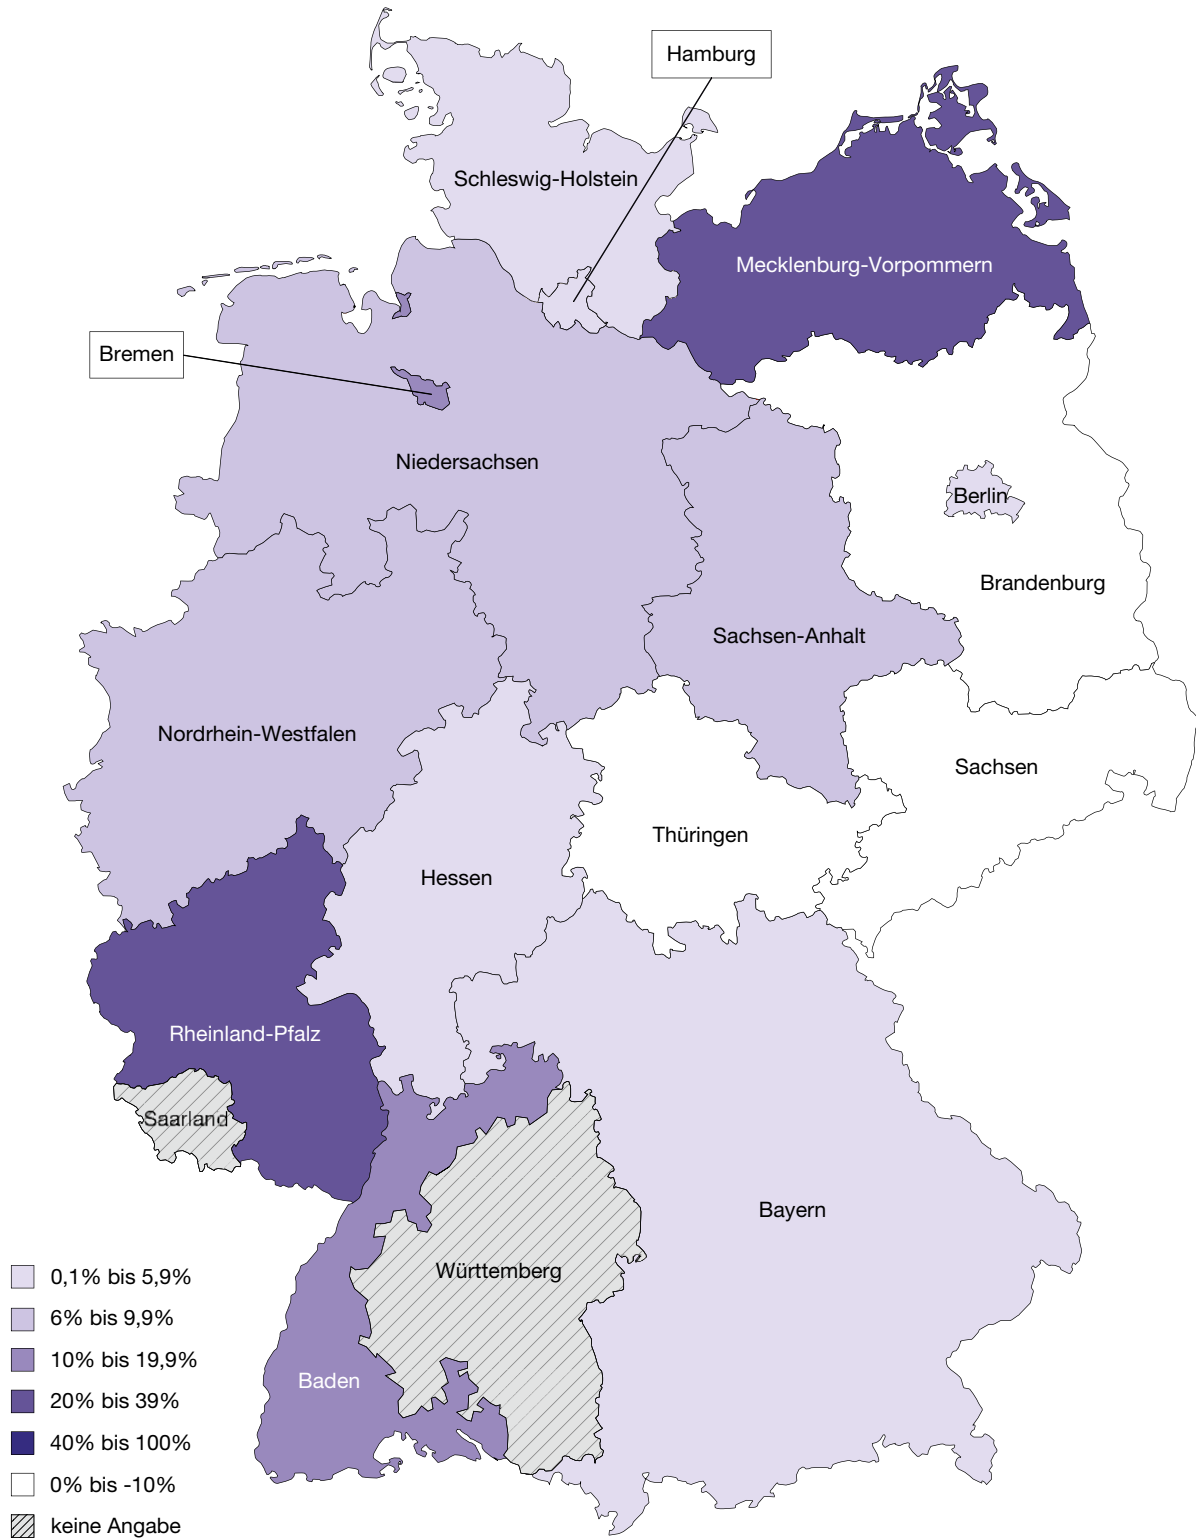 Hamburg
Schleswig-Holstein
Mecklenburg-Vorpommern
Bremen
Niedersachsen
Berlin
Brandenburg
Sachsen-Anhalt
Nordrhein-Westfalen
Sachsen
Thüringen
Hessen
Rheinland-Pfalz
Saarland
Bayern
Württemberg
Baden
0,1% bis 5,9%
6% bis 9,9%
10% bis 19,9%
20% bis 39%
40% bis 100%
0% bis -10%
keine Angabe